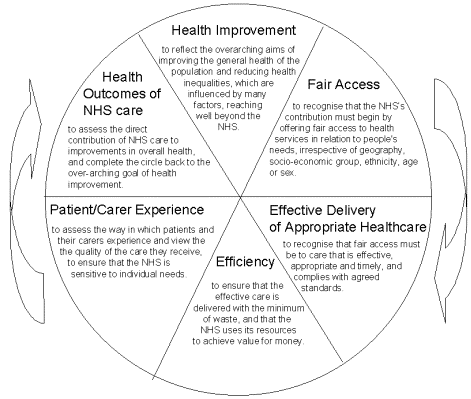 Health Improvement
to reflect the overarching aims of
improving the general health of the
population and reducing health
inequalities, which are
influenced by many
factors, reaching
well beyond the
NHS.
Fair Access
to recognise that the NHS's
contribution must begin by
offering fair access to health
services in relation to people's
needs, irrespective of geography,
socio-economic group, ethnicity, age
or sex.
Effective Delivery
of Appropriate Healthcare
to recognise that fair access must
be to care that is effective,
appropriate and timely, and
complies with agreed
standards.
Efficiency
to ensure that the
effective care is
delivered with the minimum
of waste, and that the
NHS uses its resources
to achieve value for money.
Patient/Carer Experience
to assess the way in which patients and
their carers experience and view the
the quality of the care they receive,
to ensure that the NHS is
sensitive to individual needs.
Health
Outcomes of
NHS care
to assess the direct
contribution of NHS care to
improvements in overall health,
and complete the circle back to the
over-arching goal of health
improvement.